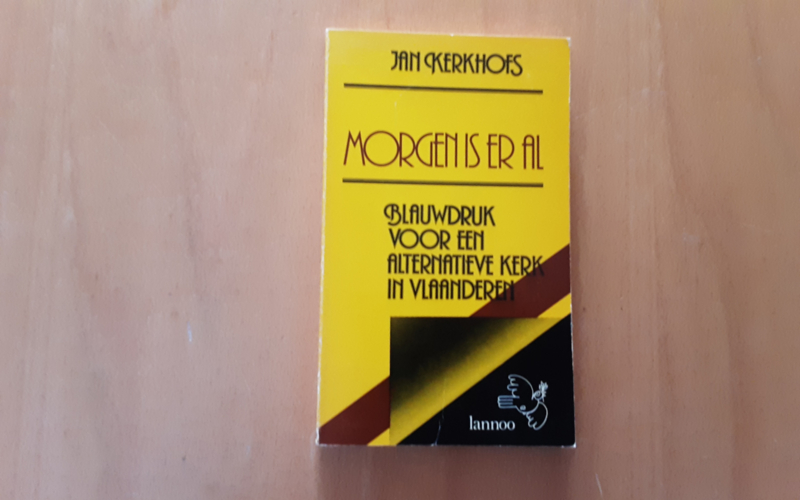 JAN KERKHOFS
MORGEN IS ER AL
BLAUWDRUK
VOOR EEN
ALTERNATIEVE KERK
IN VLAANDEREN
lannoo